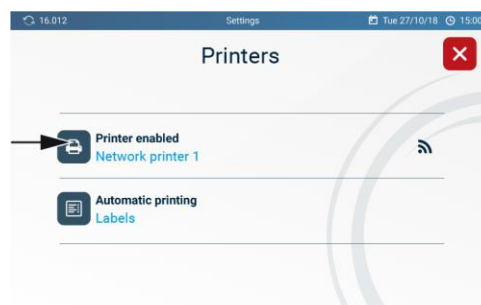 16.012 Settings Tue 27/10/18 15:00
Printers
Printer enabled
Network printer 1
Automatic printing
Labels